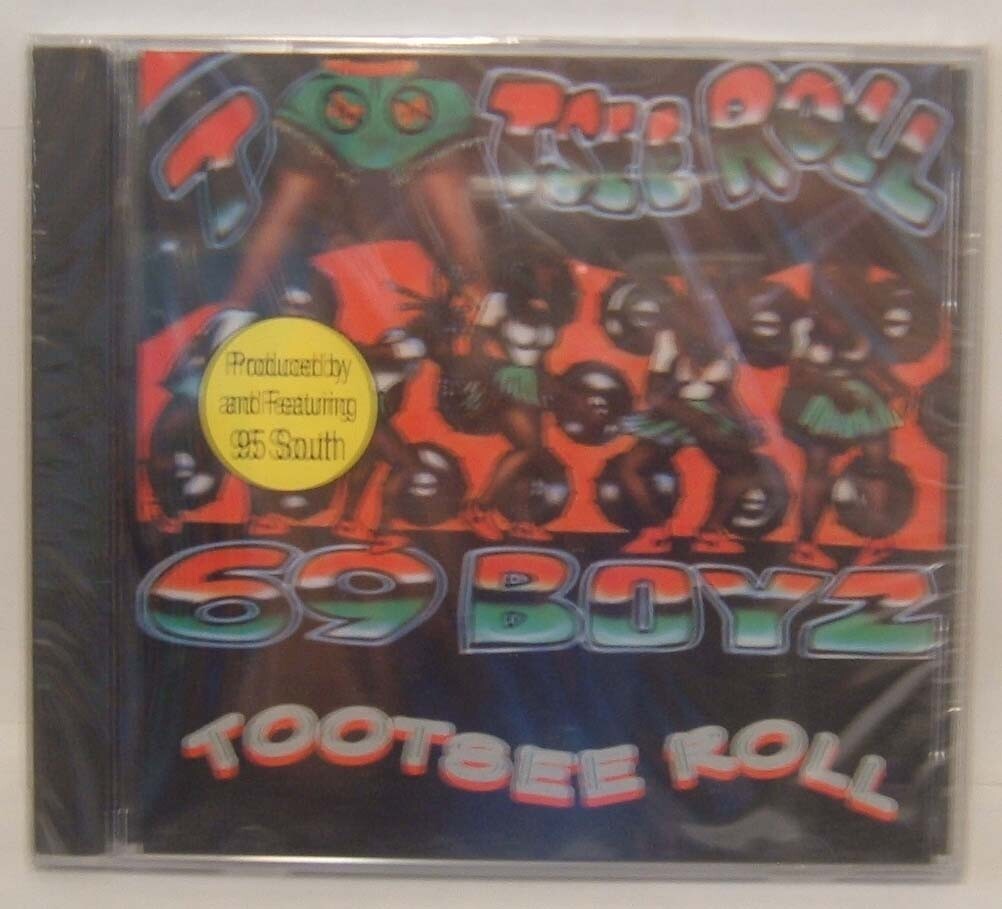 TOOTSEE ROLL
Produced by
and Featuring
95 South
69 BOYZ
TOOTSEE ROLL